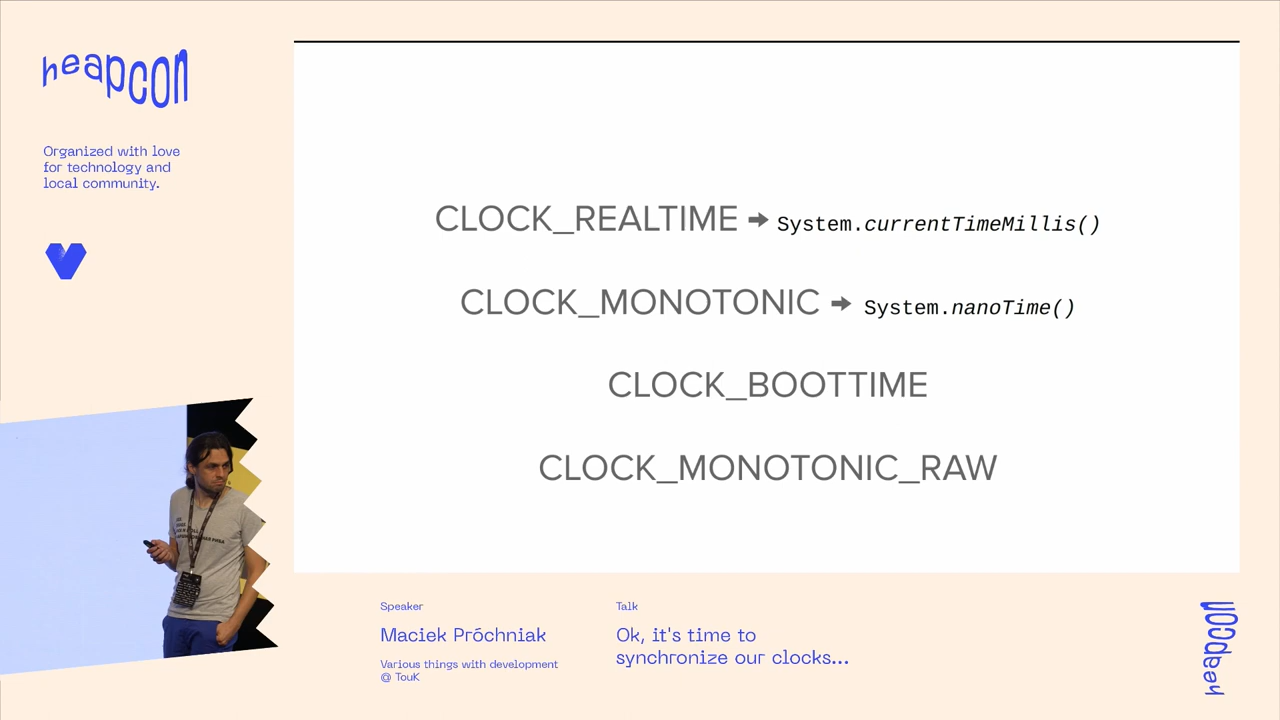 heapcon
Organized with love
for technology and
local community.
CLOCK_REALTIME → System.currentTimeMillis()
CLOCK_MONOTONIC → System.nanoTime()
CLOCK_BOOTTIME
CLOCK_MONOTONIC_RAW
Speaker
Maciek Próchniak
Various things with development
@ TouK
Talk
Ok, it's time to
synchronize our clocks...
heapcon